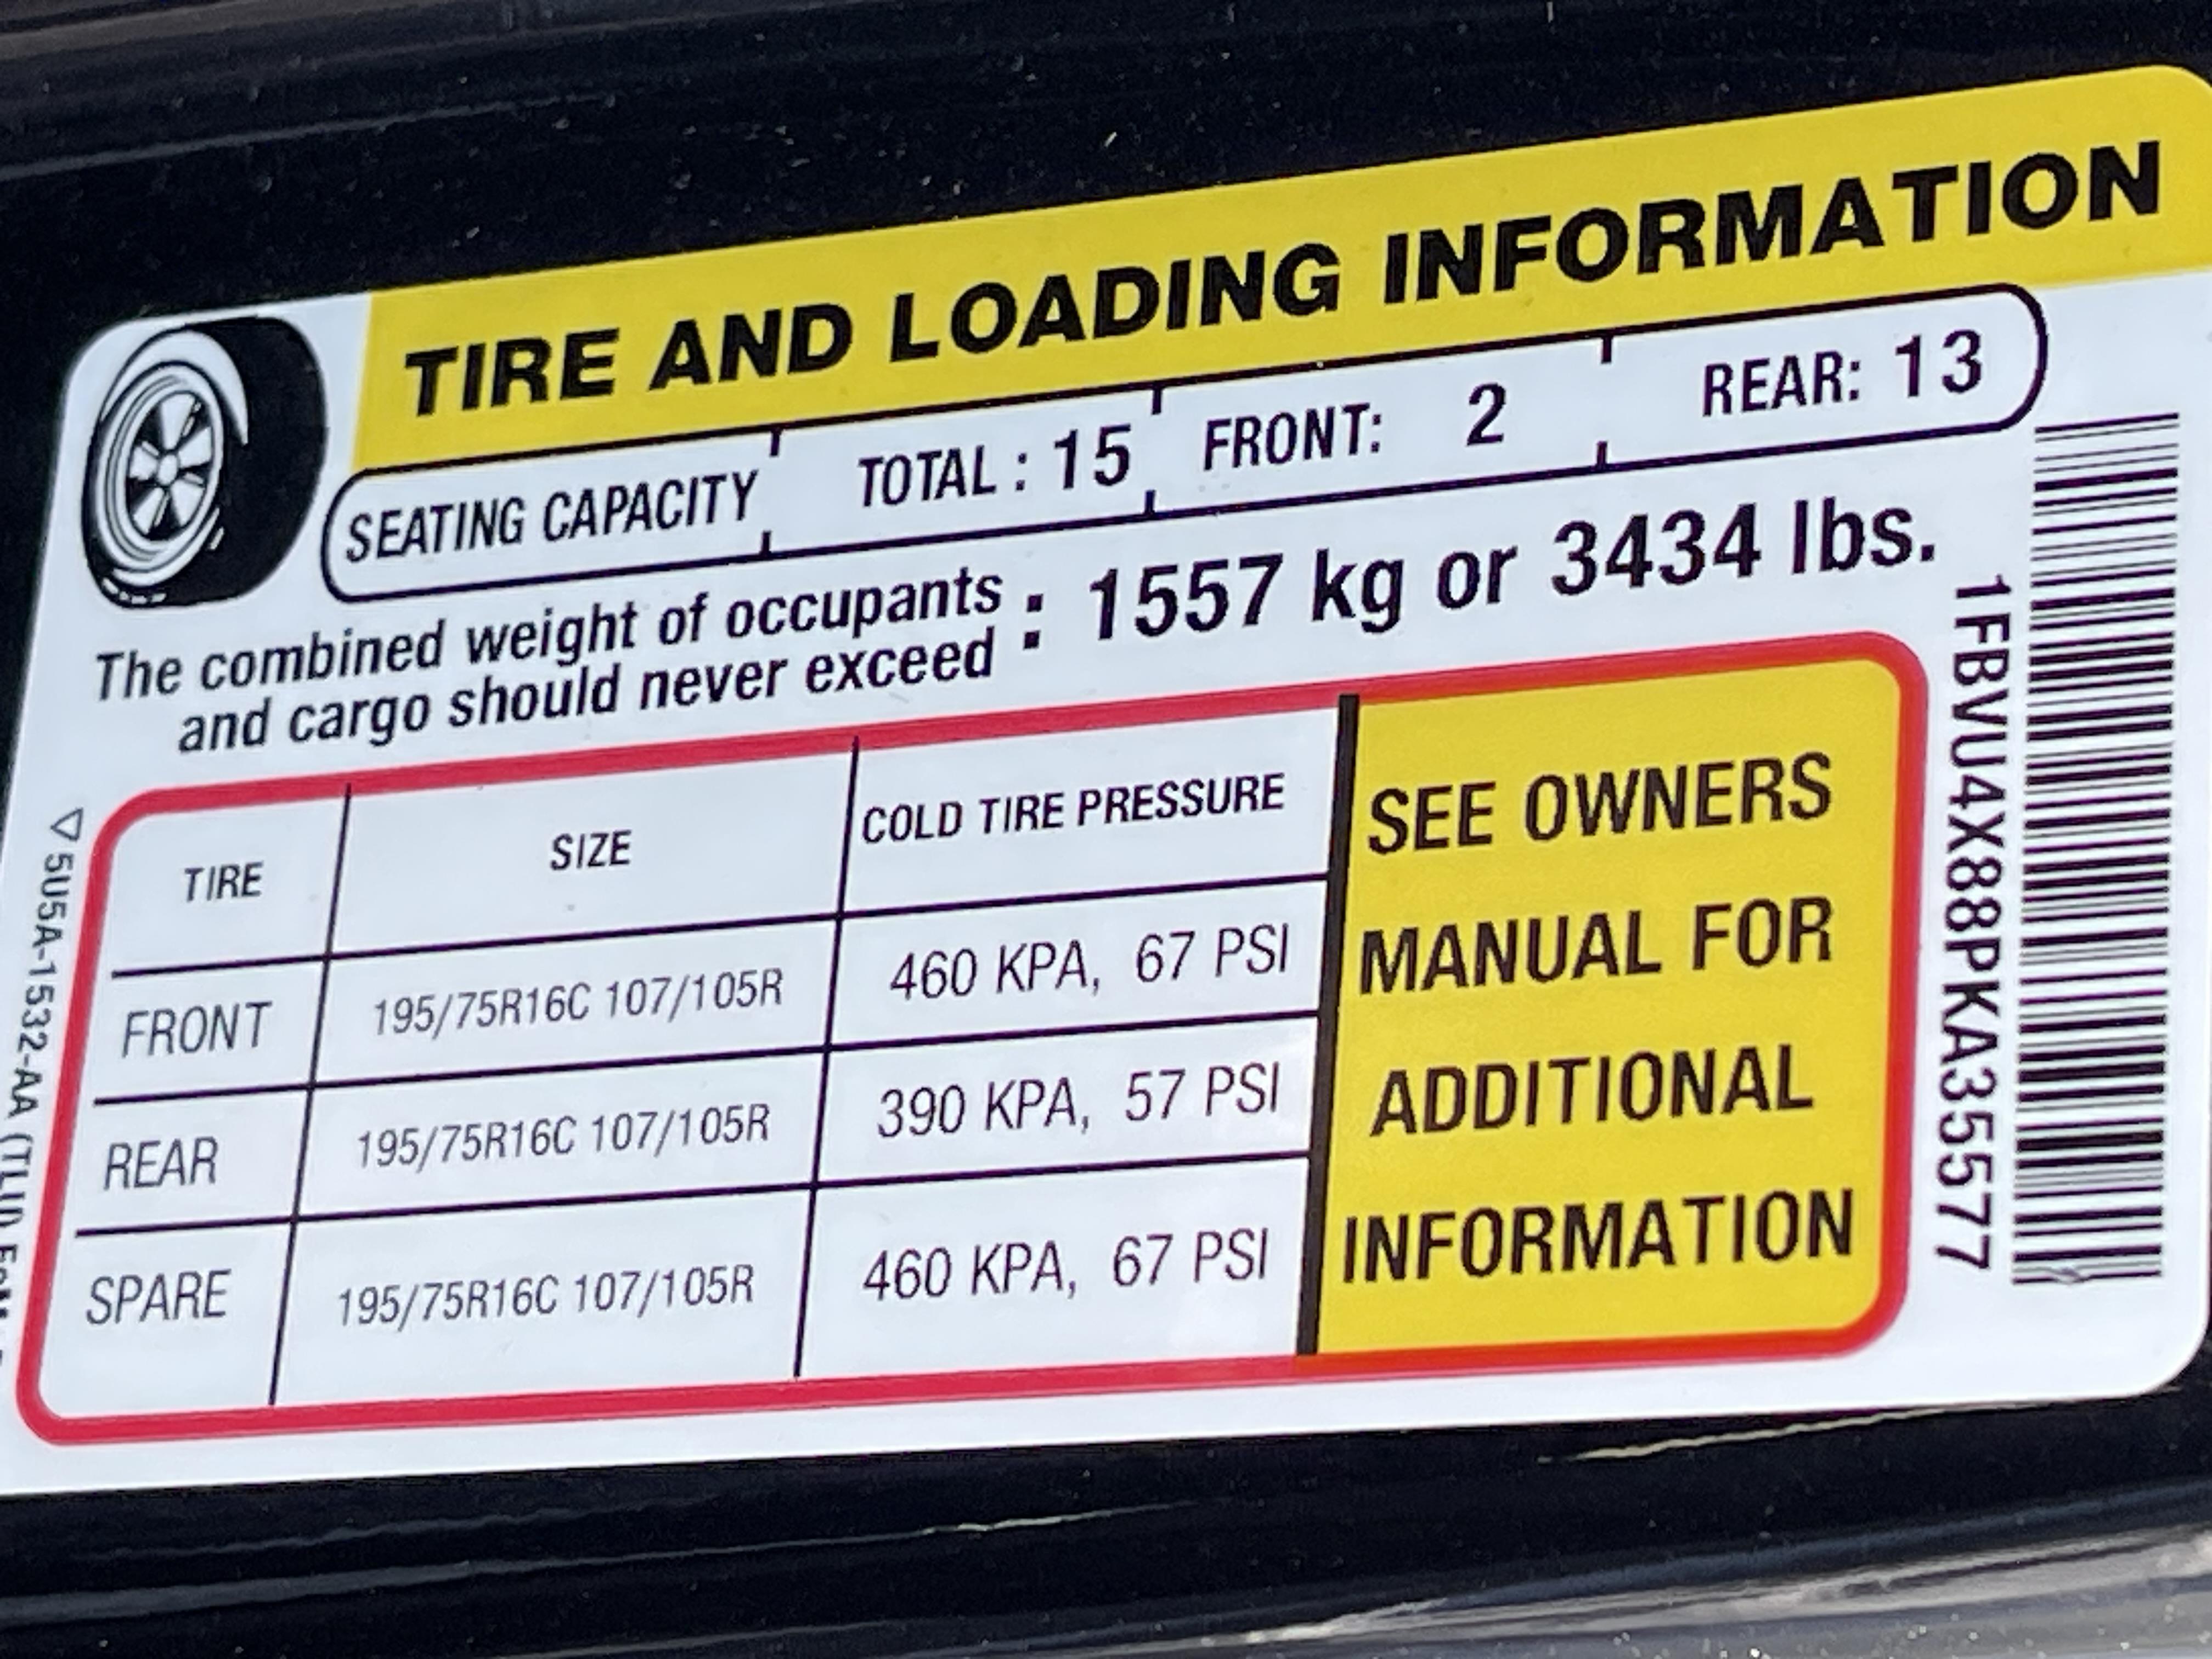 TIRE AND LOADING INFORMATION
SEATING CAPACITY TOTAL : 15 FRONT: 2 REAR: 13
The combined weight of occupants
and cargo should never exceed : 1557 kg or 3434 lbs.
TIRE SIZE COLD TIRE PRESSURE
FRONT 195/75R16C 107/105R 460 KPA, 67 PSI
REAR 195/75R16C 107/105R 390 KPA, 57 PSI
SPARE 195/75R16C 107/105R 460 KPA, 67 PSI
SEE OWNERS
MANUAL FOR
ADDITIONAL
INFORMATION
1FBVU4X88PKA35577
▽5U5A-1532-AA